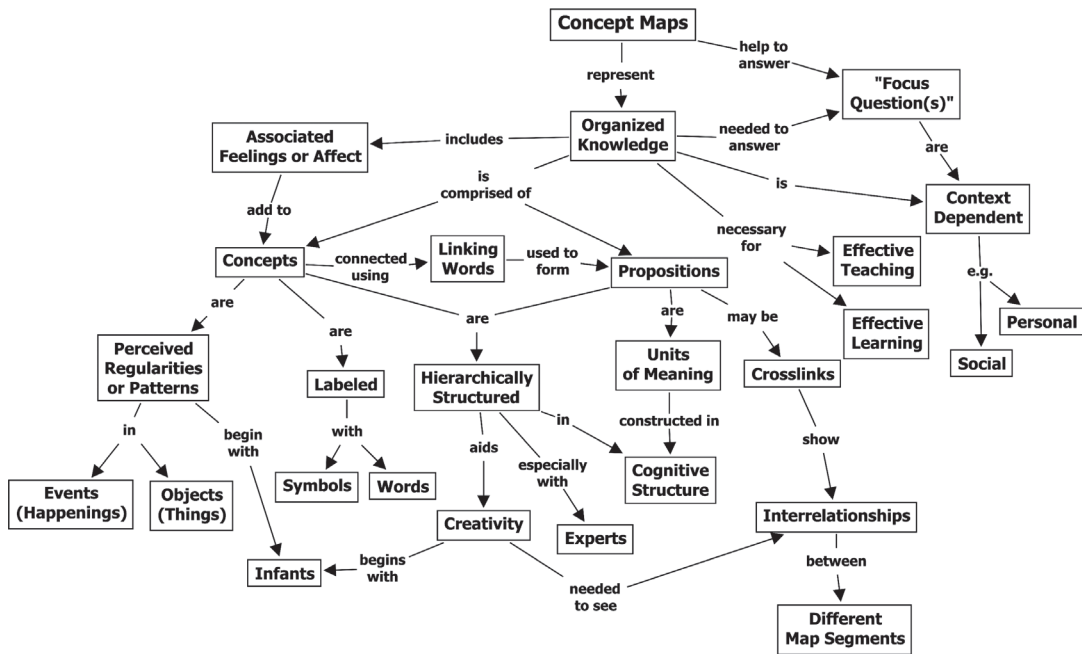 Concept Maps
help to
answer
represent
"Focus
Question(s)"
Associated
Feelings or Affect
includes
Organized
Knowledge
needed to
answer
are
is
comprised of
is
Context
Dependent
add to
necessary
for
Concepts
connected
using
Linking
Words
used to
form
Propositions
Effective
Teaching
e.g.
are
are
are
are
may be
Effective
Learning
Personal
Social
Perceived
Regularities
or Patterns
Labeled
Hierarchically
Structured
Units
of Meaning
Crosslinks
in
begin
with
with
aids
in
constructed in
show
especially
with
Events
(Happenings)
Objects
(Things)
Symbols
Words
Cognitive
Structure
Creativity
Experts
Interrelationships
Infants
begins
with
needed
to see
between
Different
Map Segments